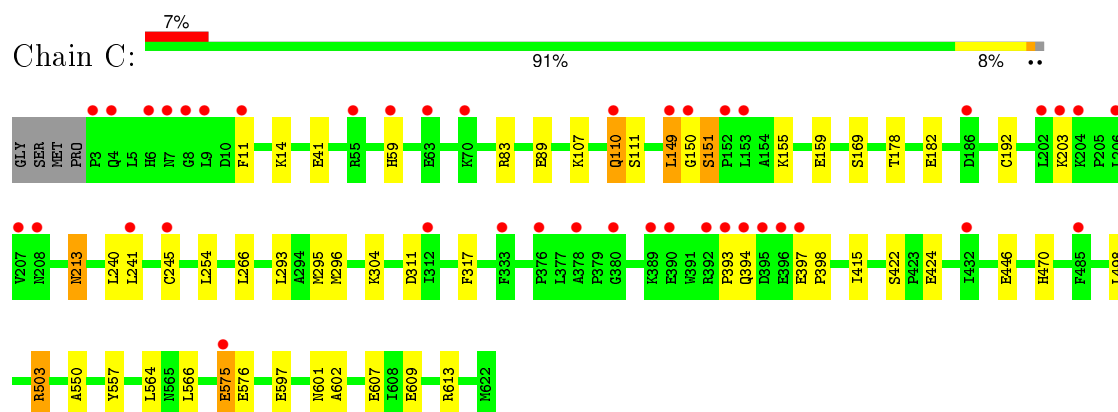 7%
Chain C:
91%
8%
••
GLY SER MET PRO P3 Q4 L5 H6 N7 G8 L9 D10 F11 K14 E41 R55 H59 E63 K70 R83 E89 K107 Q110 S111 L149 G150 S151 P152 L153 A154 K155 E159 S169 T178 E182 C192 D186 L202 K203 K204 P205 L206
V207 N208 N213 L240 L241 C245 L254 L266 L293 A294 M295 M296 K304 D311 I312 F317 F333 P376 L377 A378 P379 G380 K389 E390 W391 R392 P393 Q394 D395 E396 E397 P398 I415 S422 P423 E424 I432 E446 H470 F485
R503 A550 Y557 L564 N565 L566 E575 E576 E597 N601 A602 E607 I608 E609 R613 M622